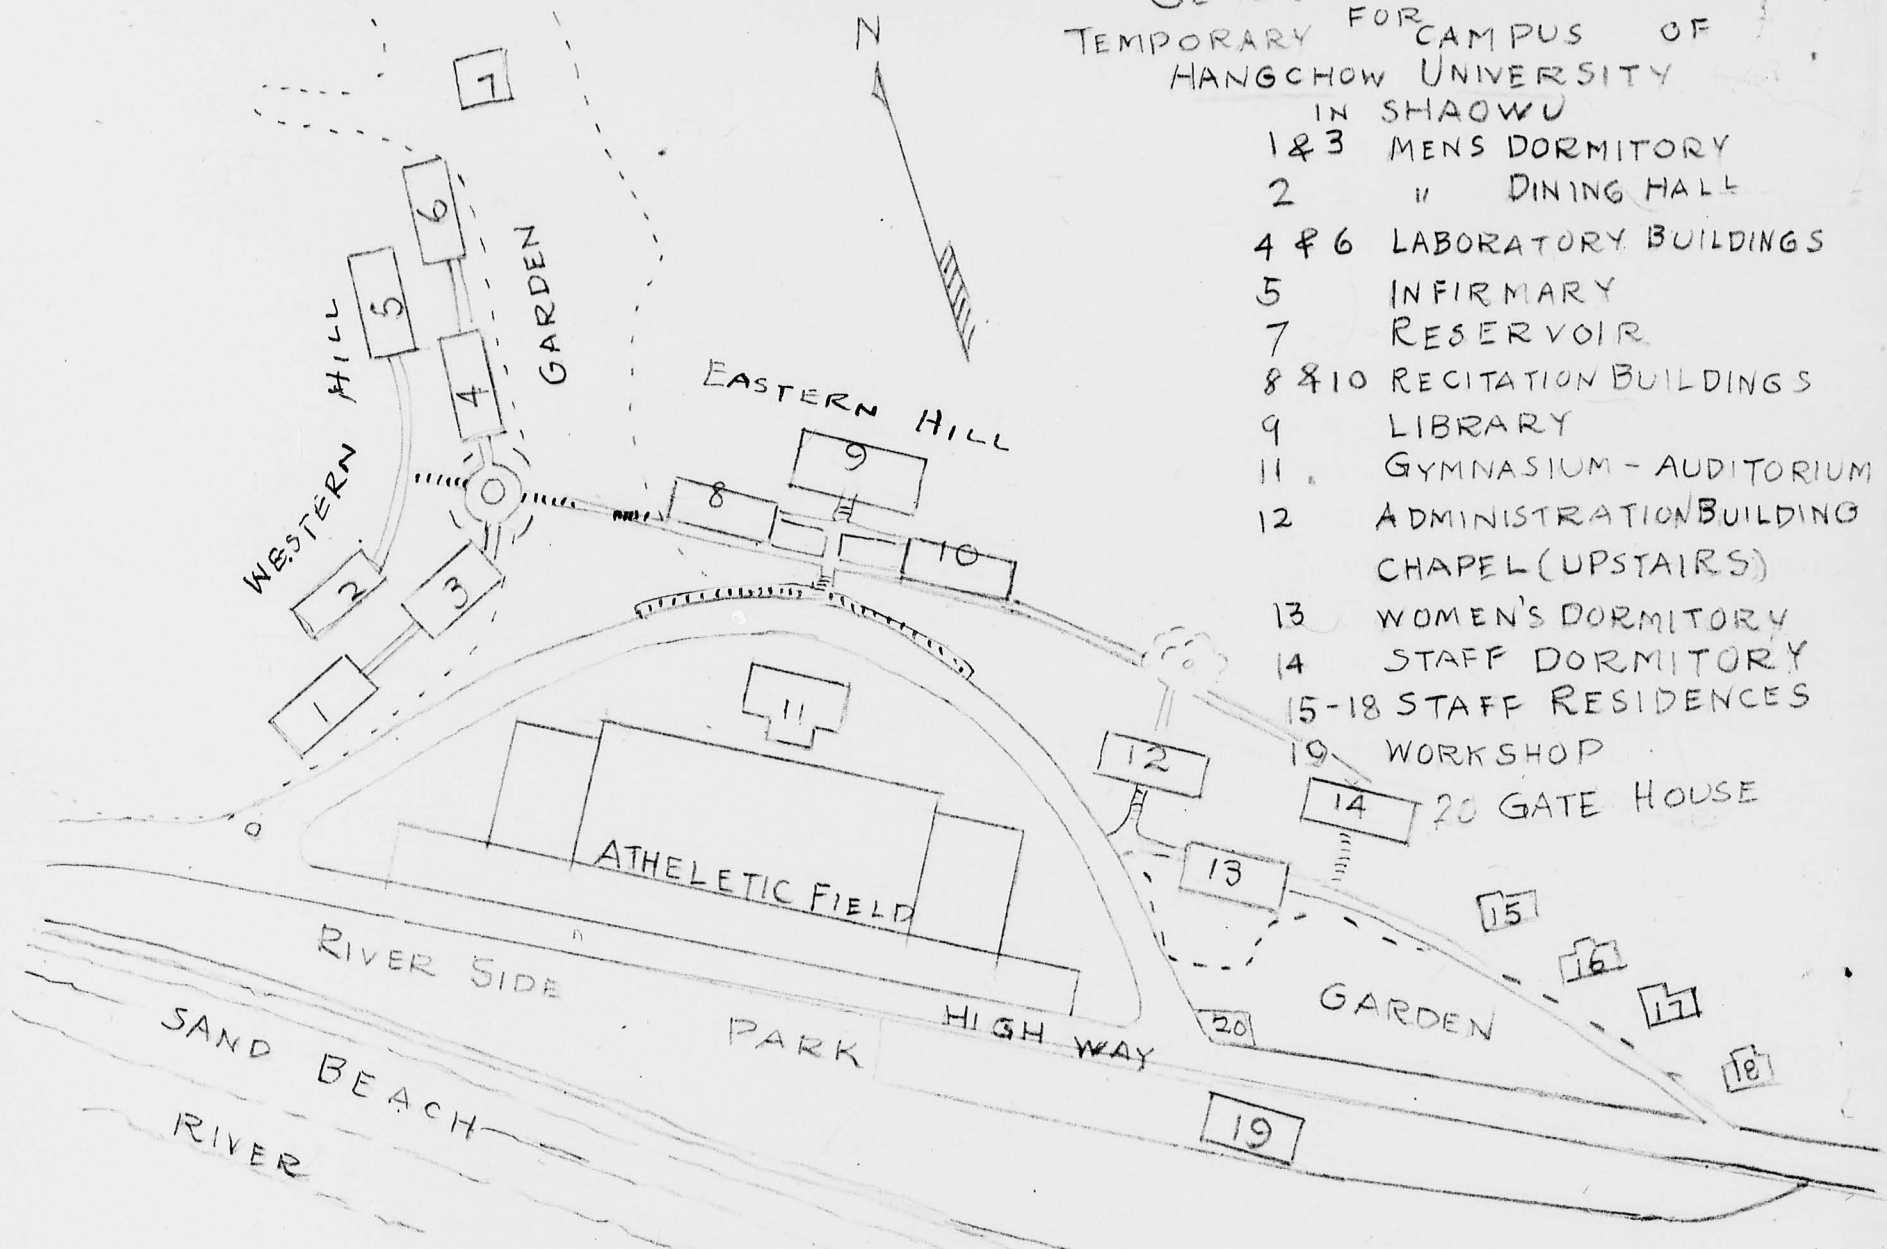 FOR
TEMPORARY CAMPUS OF
HANGCHOW UNIVERSITY
IN SHAOWU
1 & 3 MENS DORMITORY
2 " DINING HALL
4 & 6 LABORATORY BUILDINGS
5 INFIRMARY
7 RESERVOIR
8 & 10 RECITATION BUILDINGS
9 LIBRARY
11. GYMNASIUM - AUDITORIUM
12 ADMINISTRATION BUILDING
CHAPEL (UPSTAIRS)
13 WOMEN'S DORMITORY
14 STAFF DORMITORY
15-18 STAFF RESIDENCES
19 WORKSHOP
20 GATE HOUSE
N
7
6
5
4
GARDEN
WESTERN HILL
EASTERN HILL
9
8
10
2
3
1
11
12
14
13
15
16
17
18
ATHELETIC FIELD
GARDEN
20
HIGH WAY
RIVER SIDE PARK
19
SAND BEACH
RIVER